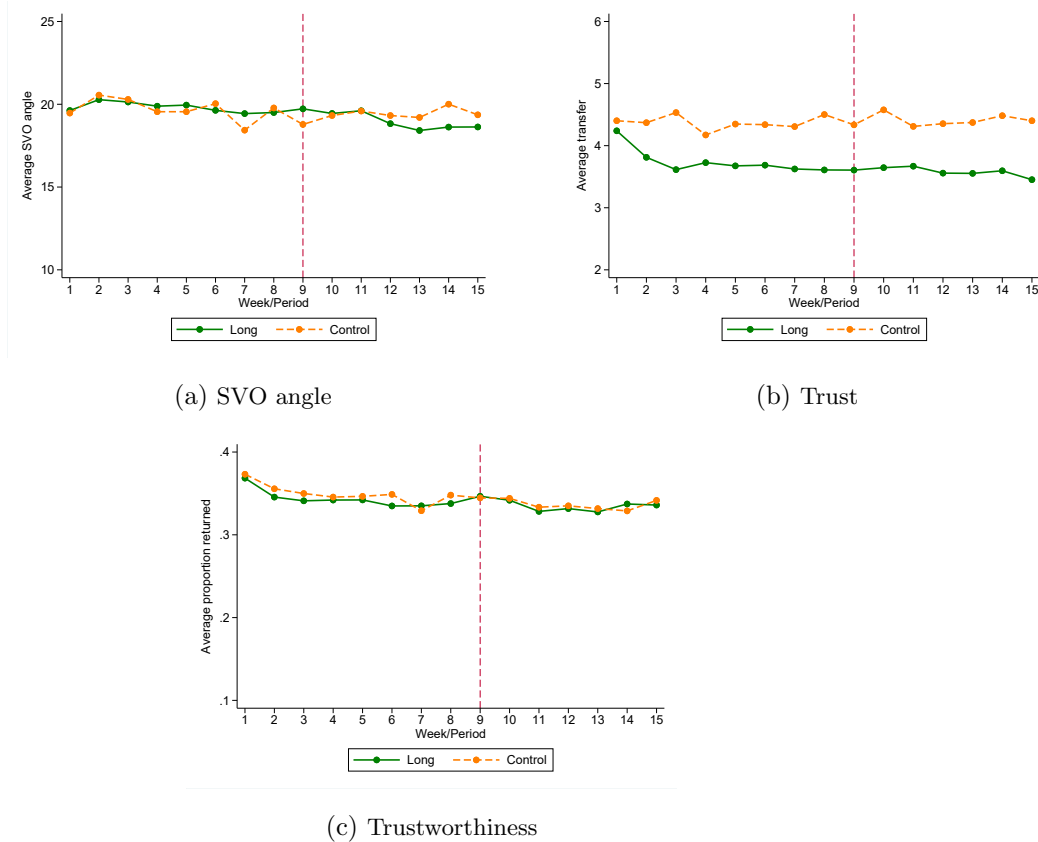 25
20
15
10
Average SVO angle
1 2 3 4 5 6 7 8 9 10 11 12 13 14 15
Week/Period
Long Control
(a) SVO angle
6
5
4
3
2
Average transfer
1 2 3 4 5 6 7 8 9 10 11 12 13 14 15
Week/Period
Long Control
(b) Trust
.4
.3
.2
.1
Average proportion returned
1 2 3 4 5 6 7 8 9 10 11 12 13 14 15
Week/Period
Long Control
(c) Trustworthiness